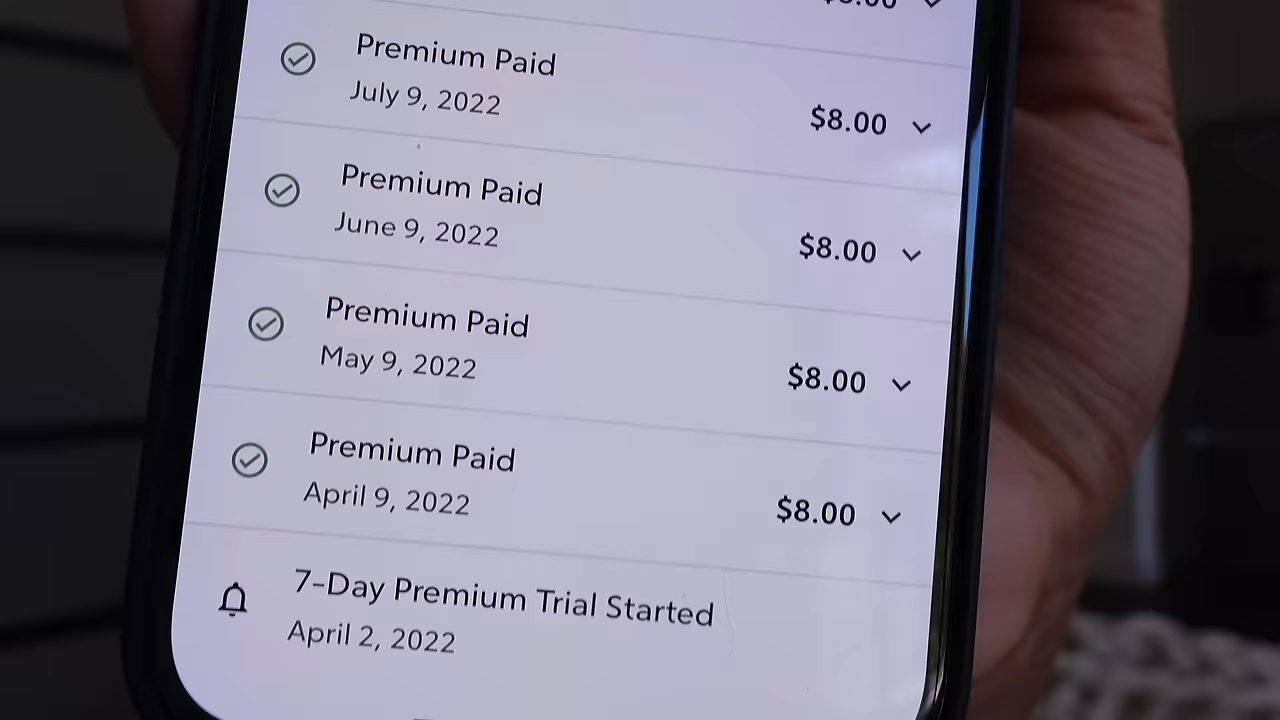 Premium Paid
July 9, 2022
$8.00
Premium Paid
June 9, 2022
$8.00
Premium Paid
May 9, 2022
$8.00
Premium Paid
April 9, 2022
$8.00
7-Day Premium Trial Started
April 2, 2022